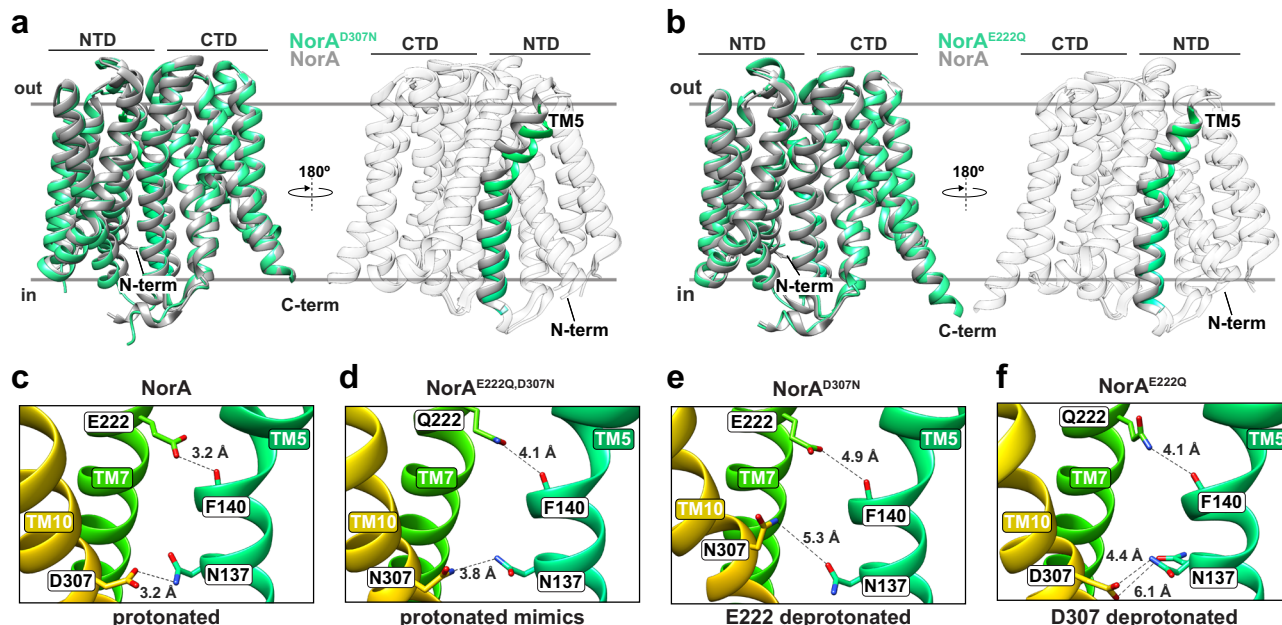 a
NTD
CTD
NorA^D307N
NorA
CTD
NTD
out
TM5
180º
N-term
in
C-term
N-term
b
NTD
CTD
NorA^E222Q
NorA
CTD
NTD
out
TM5
180º
N-term
in
C-term
N-term
c
NorA
E222
TM5
3.2 Å
TM7
F140
TM10
D307
N137
3.2 Å
protonated
d
NorA^E222Q,D307N
Q222
TM5
4.1 Å
TM7
F140
TM10
N307
3.8 Å
N137
protonated mimics
e
NorA^D307N
E222
TM5
4.9 Å
TM7
F140
TM10
5.3 Å
N307
N137
E222 deprotonated
f
NorA^E222Q
Q222
TM5
4.1 Å
TM7
F140
TM10
4.4 Å
D307
N137
6.1 Å
D307 deprotonated